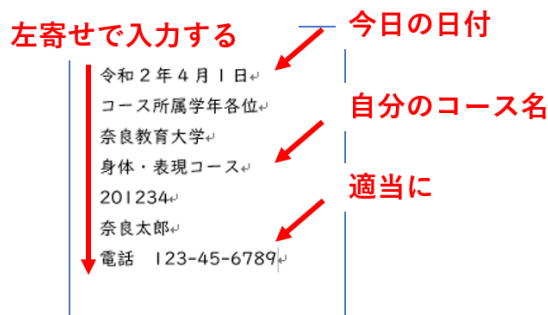 左寄せで入力する
今日の日付
令和２年４月１日
コース所属学年各位
自分のコース名
奈良教育大学
身体・表現コース
適当に
201234
奈良太郎
電話　123-45-6789